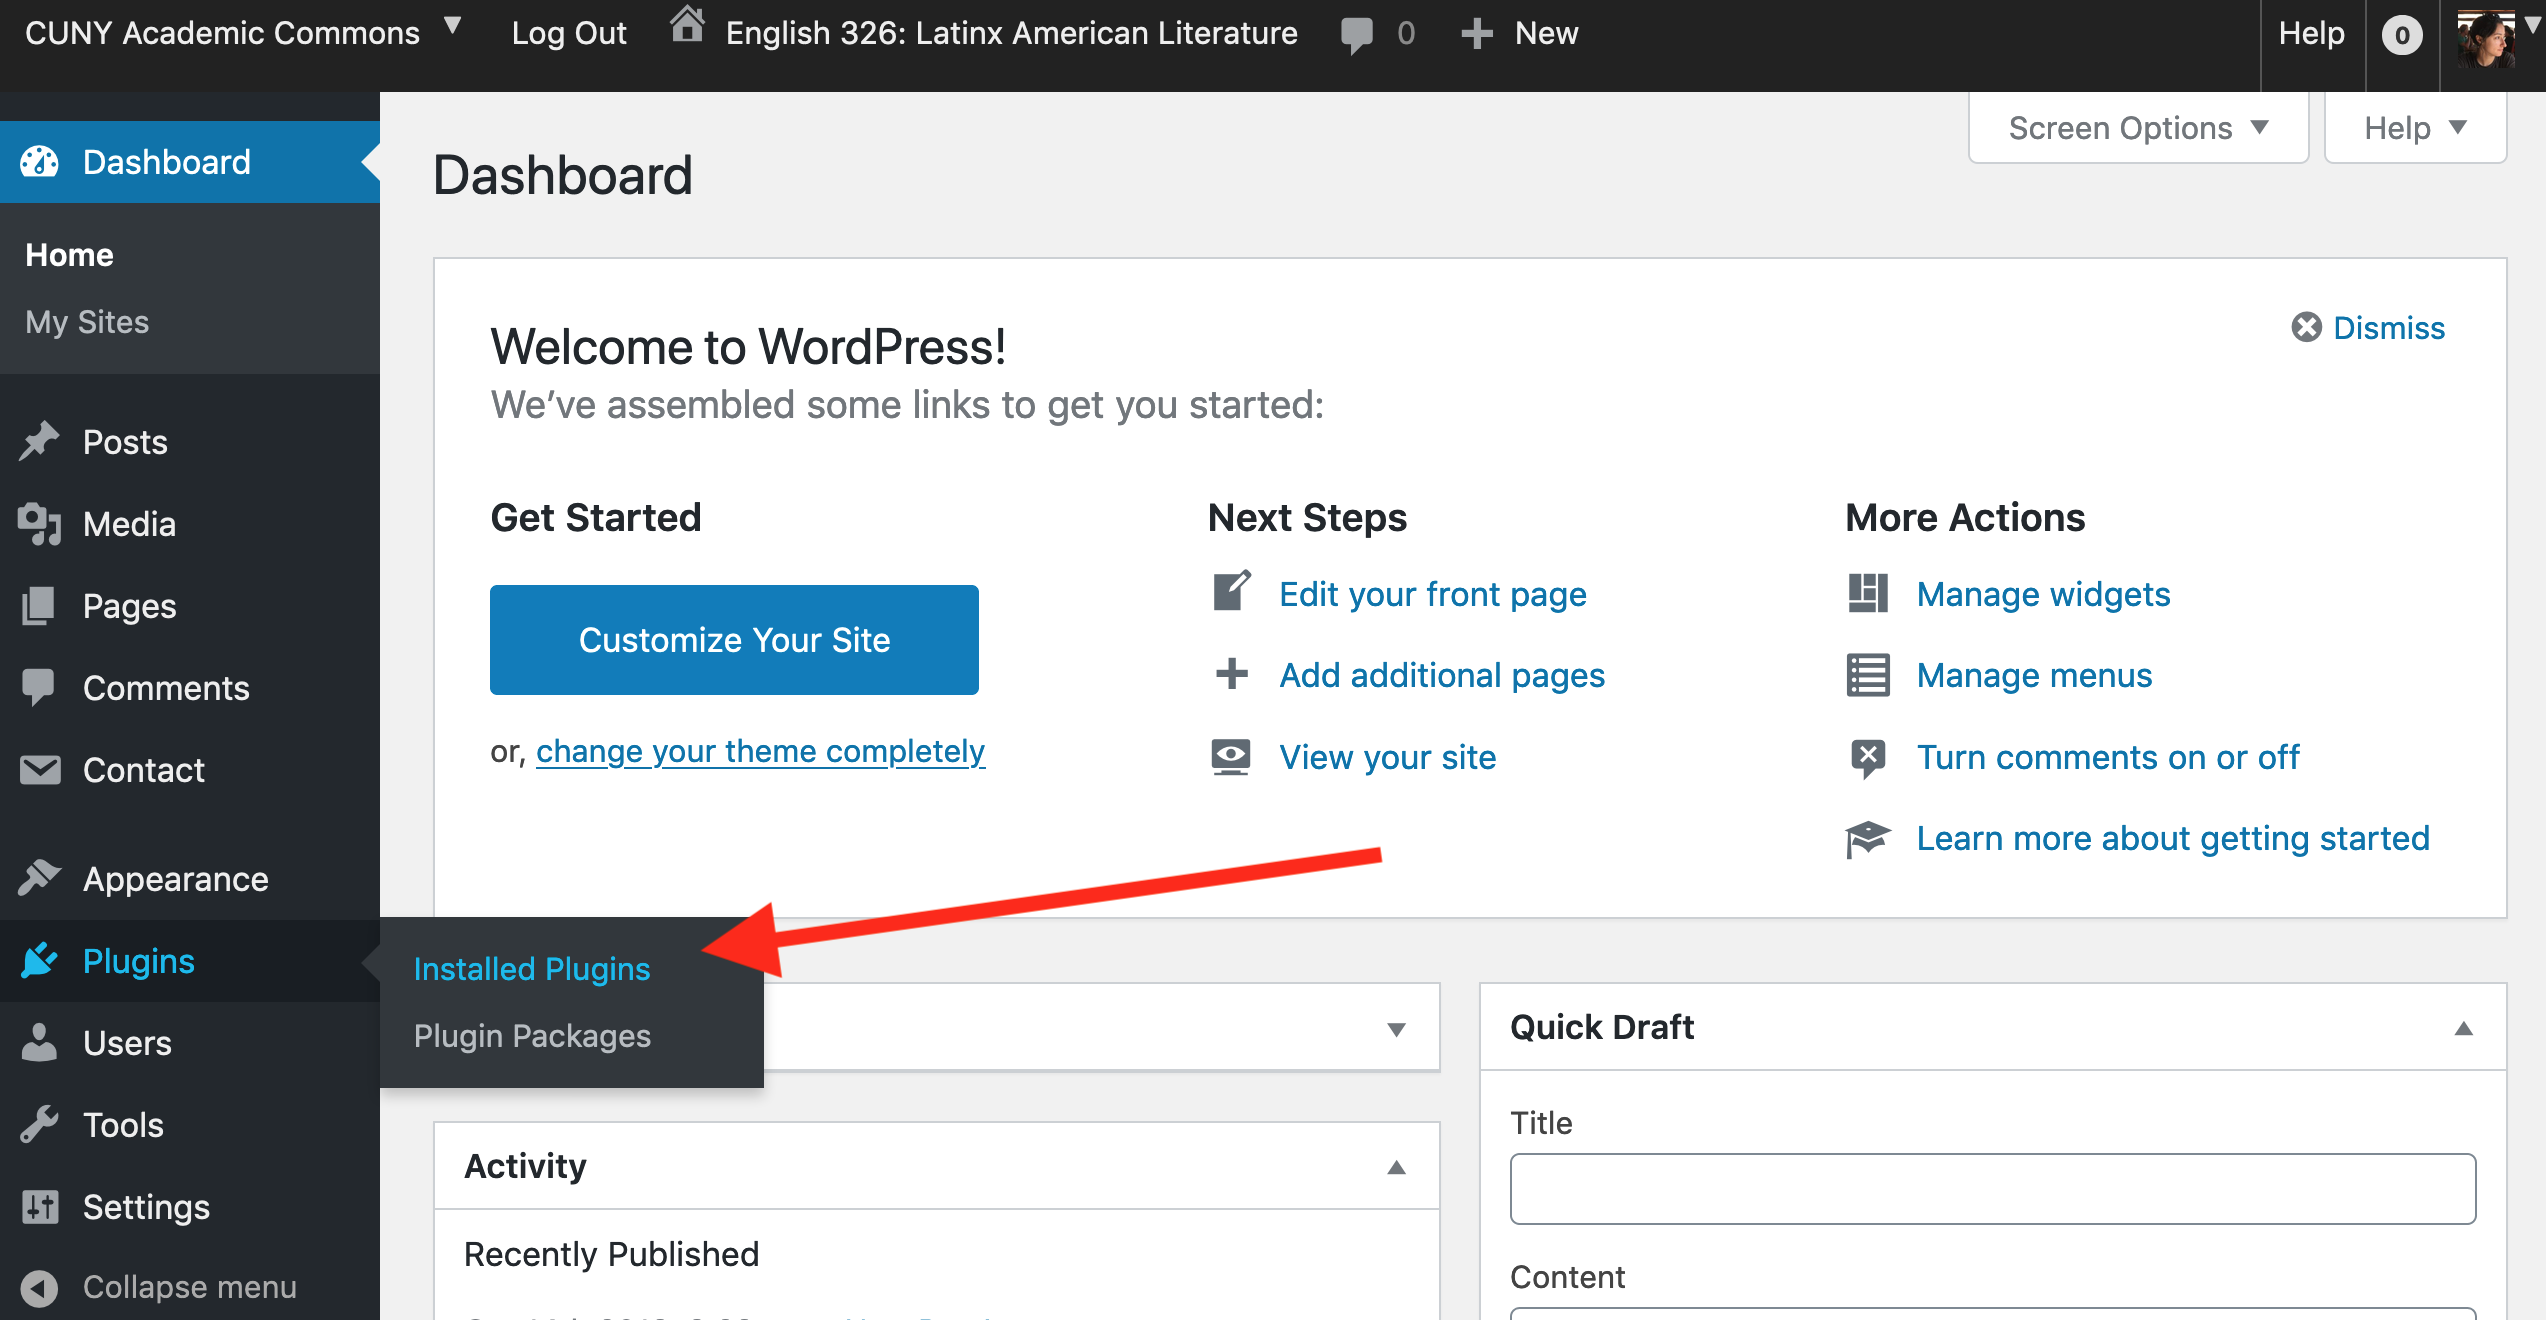 CUNY Academic Commons Log Out English 326: Latinx American Literature 0 New Help 0
Screen Options Help
Dashboard
Dashboard
Home
My Sites
Posts
Media
Pages
Comments
Contact
Appearance
Plugins
Installed Plugins
Plugin Packages
Users
Tools
Settings
Collapse menu
Welcome to WordPress!
Dismiss
We’ve assembled some links to get you started:
Get Started
Customize Your Site
or, change your theme completely
Next Steps
Edit your front page
Add additional pages
View your site
More Actions
Manage widgets
Manage menus
Turn comments on or off
Learn more about getting started
Activity
Recently Published
Quick Draft
Title
Content